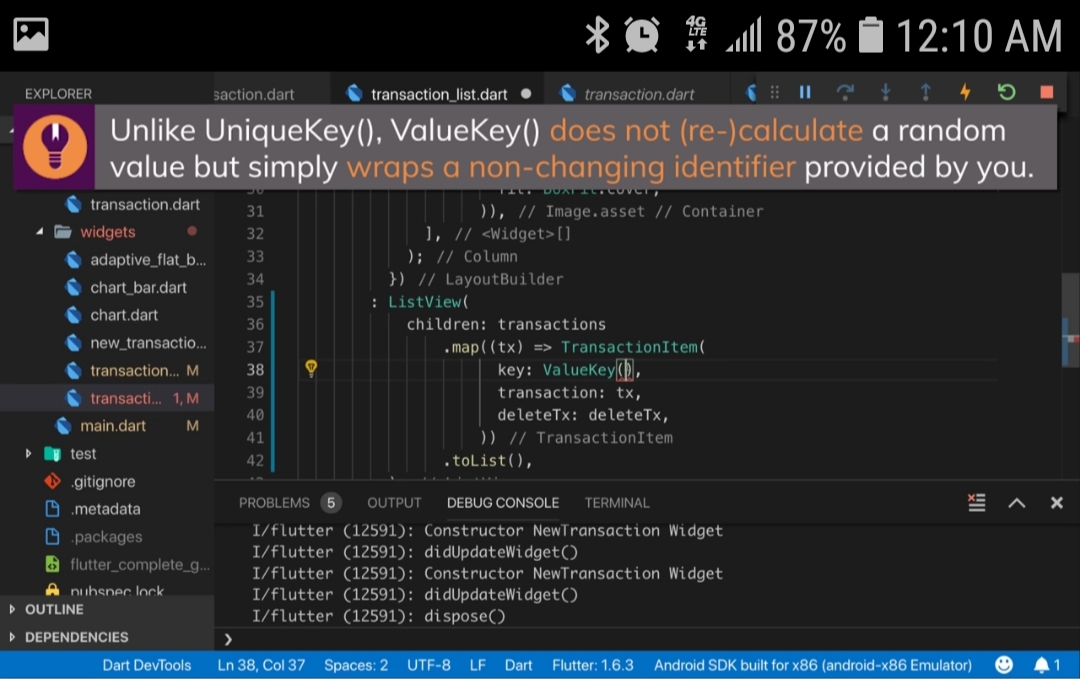 87% 12:10 AM
4G LTE
EXPLORER
saction.dart transaction_list.dart transaction.dart
Unlike UniqueKey(), ValueKey() does not (re-)calculate a random
value but simply wraps a non-changing identifier provided by you.
transaction.dart
widgets
adaptive_flat_b...
chart_bar.dart
chart.dart
new_transactio...
transaction... M
transacti... 1, M
main.dart M
test
.gitignore
.metadata
.packages
flutter_complete_g...
pubspec.lock
OUTLINE
DEPENDENCIES
30 fit: BoxFit.cover,
31 )), // Image.asset // Container
32 ], // <Widget>[]
33 ); // Column
34 }) // LayoutBuilder
35 : ListView(
36 children: transactions
37 .map((tx) => TransactionItem(
38 key: ValueKey(),
39 transaction: tx,
40 deleteTx: deleteTx,
41 )) // TransactionItem
42 .toList(),
PROBLEMS 5 OUTPUT DEBUG CONSOLE TERMINAL
I/flutter (12591): Constructor NewTransaction Widget
I/flutter (12591): didUpdateWidget()
I/flutter (12591): Constructor NewTransaction Widget
I/flutter (12591): didUpdateWidget()
I/flutter (12591): dispose()
Dart DevTools Ln 38, Col 37 Spaces: 2 UTF-8 LF Dart Flutter: 1.6.3 Android SDK built for x86 (android-x86 Emulator) 1